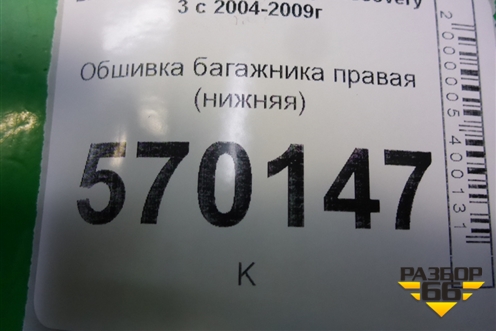 3 с 2004-2009г
Обшивка багажника правая
(нижняя)
570147
К
2000005400131
РАЗБОР
66